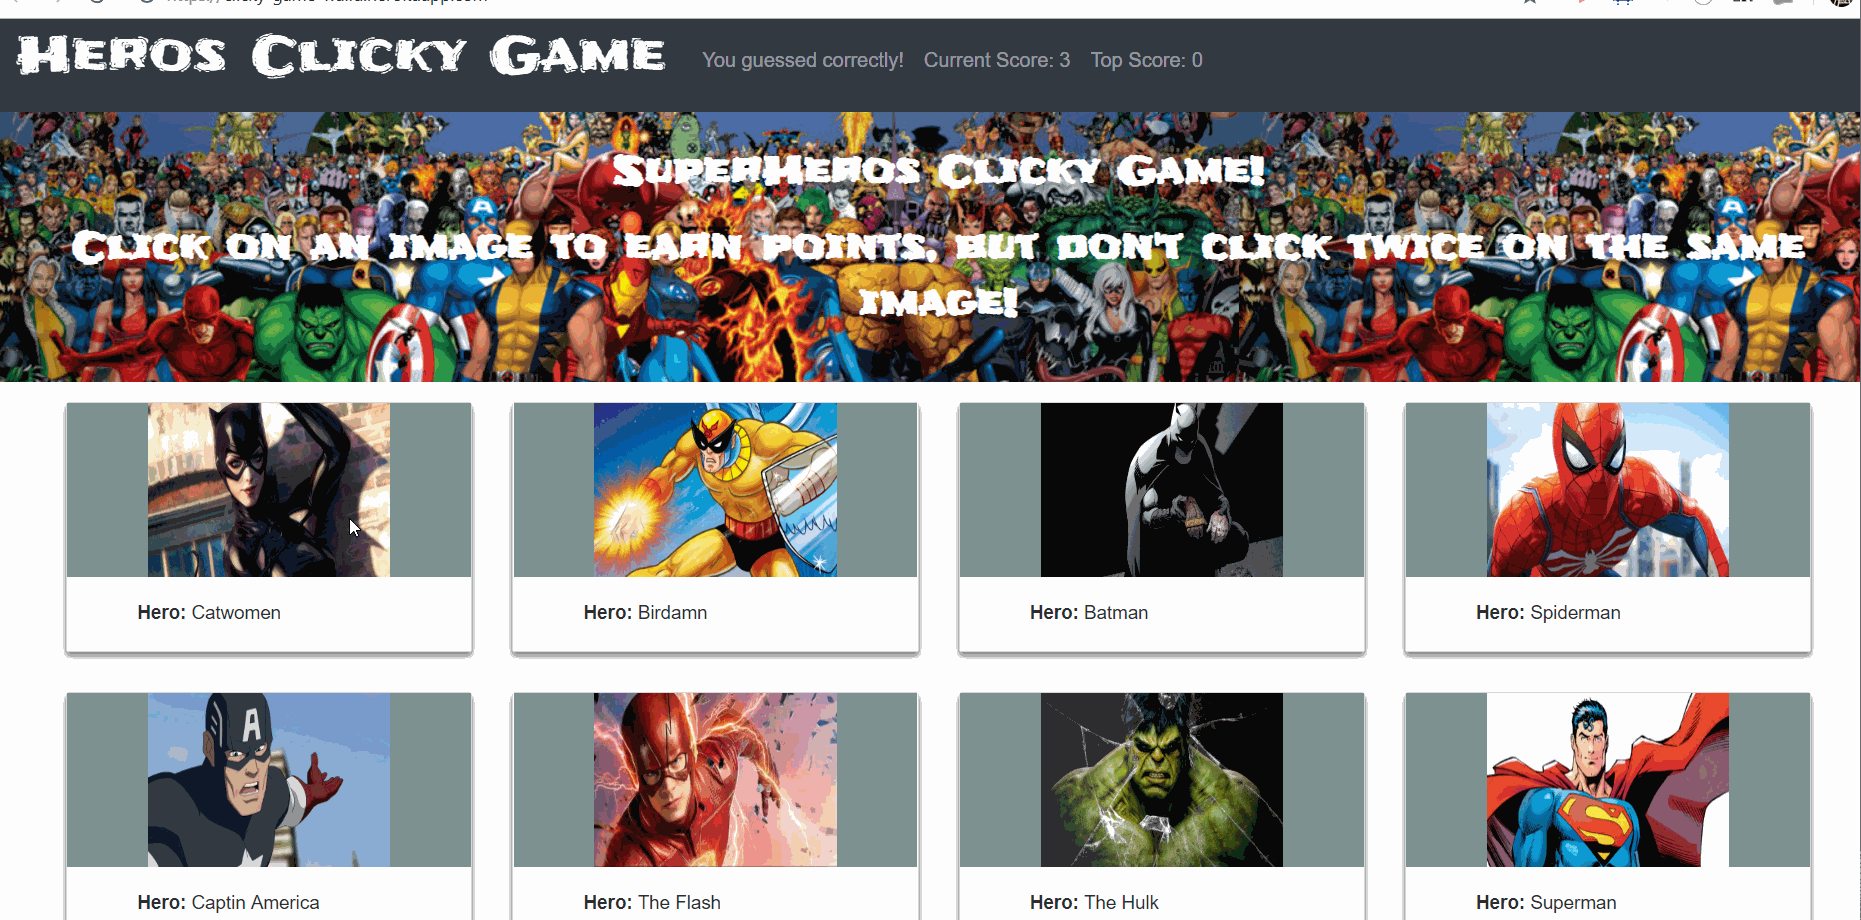 Heros Clicky Game
You guessed correctly! Current Score: 3 Top Score: 0
SuperHeros Clicky Game!
Click on an image to earn points, but don't click twice on the same
image!
Hero: Catwomen
Hero: Birdamn
Hero: Batman
Hero: Spiderman
Hero: Captin America
Hero: The Flash
Hero: The Hulk
Hero: Superman